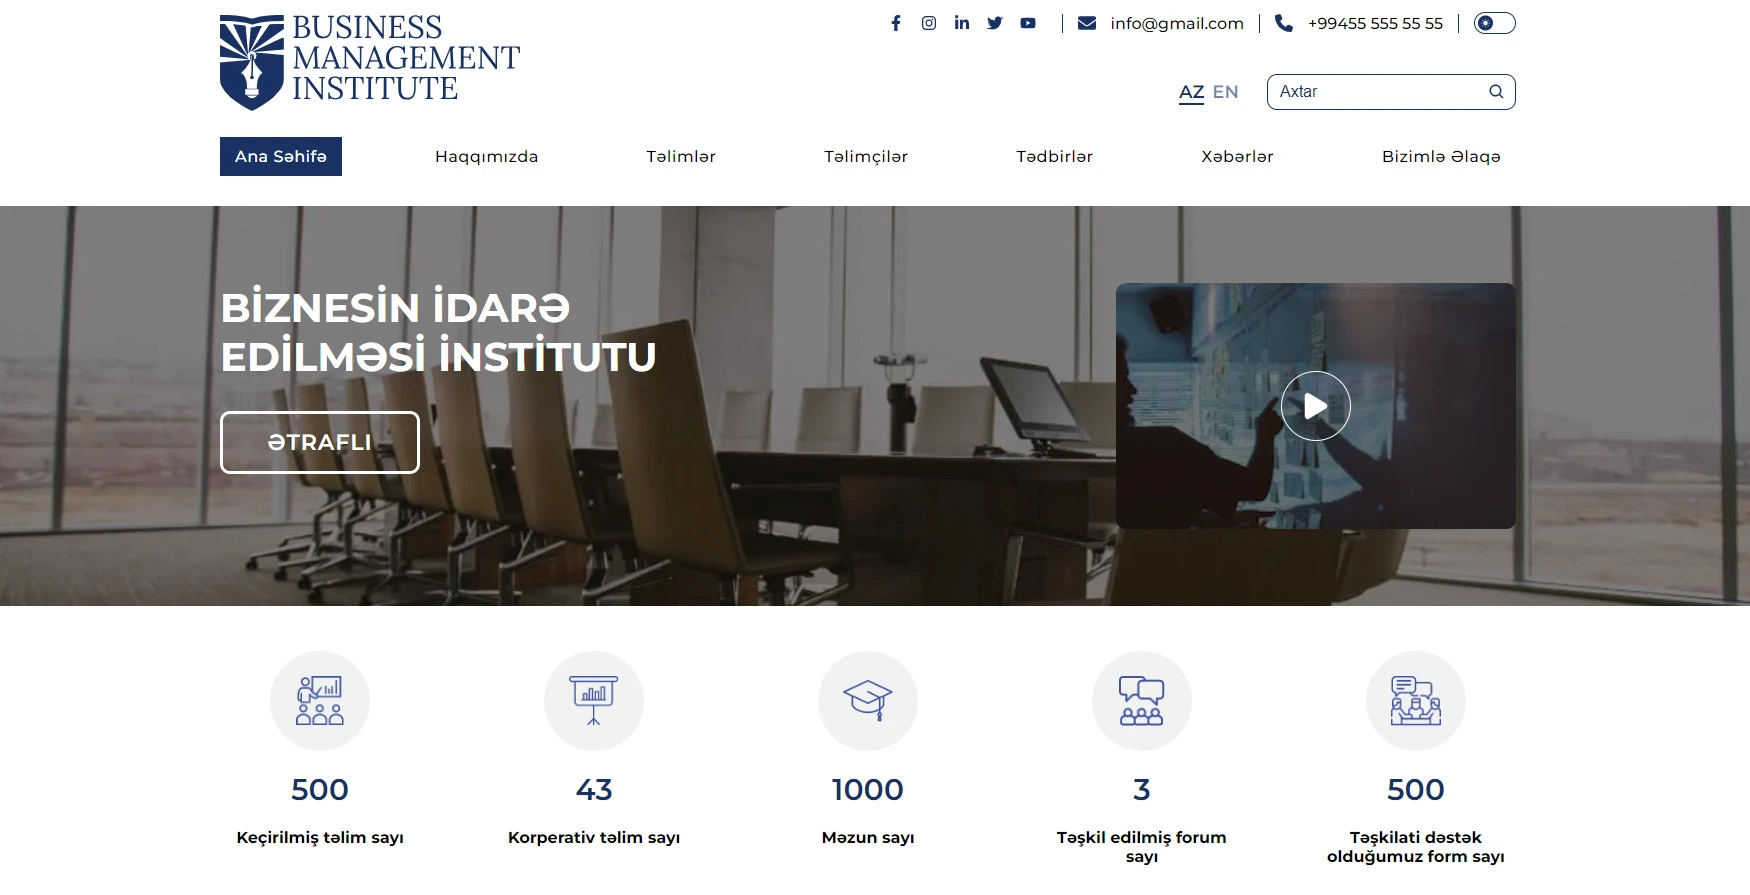 BUSINESS
MANAGEMENT
INSTITUTE
info@gmail.com
+99455 555 55 55
AZ EN
Axtar
Ana Səhifə
Haqqımızda
Təlimlər
Təlimçilər
Tədbirlər
Xəbərlər
Bizimlə Əlaqə
BİZNESİN İDARƏ
EDİLMƏSİ İNSTİTUTU
ƏTRAFLI
500
Keçirilmiş təlim sayı
43
Korperativ təlim sayı
1000
Məzun sayı
3
Təşkil edilmiş forum
sayı
500
Təşkilati dəstək
olduğumuz form sayı